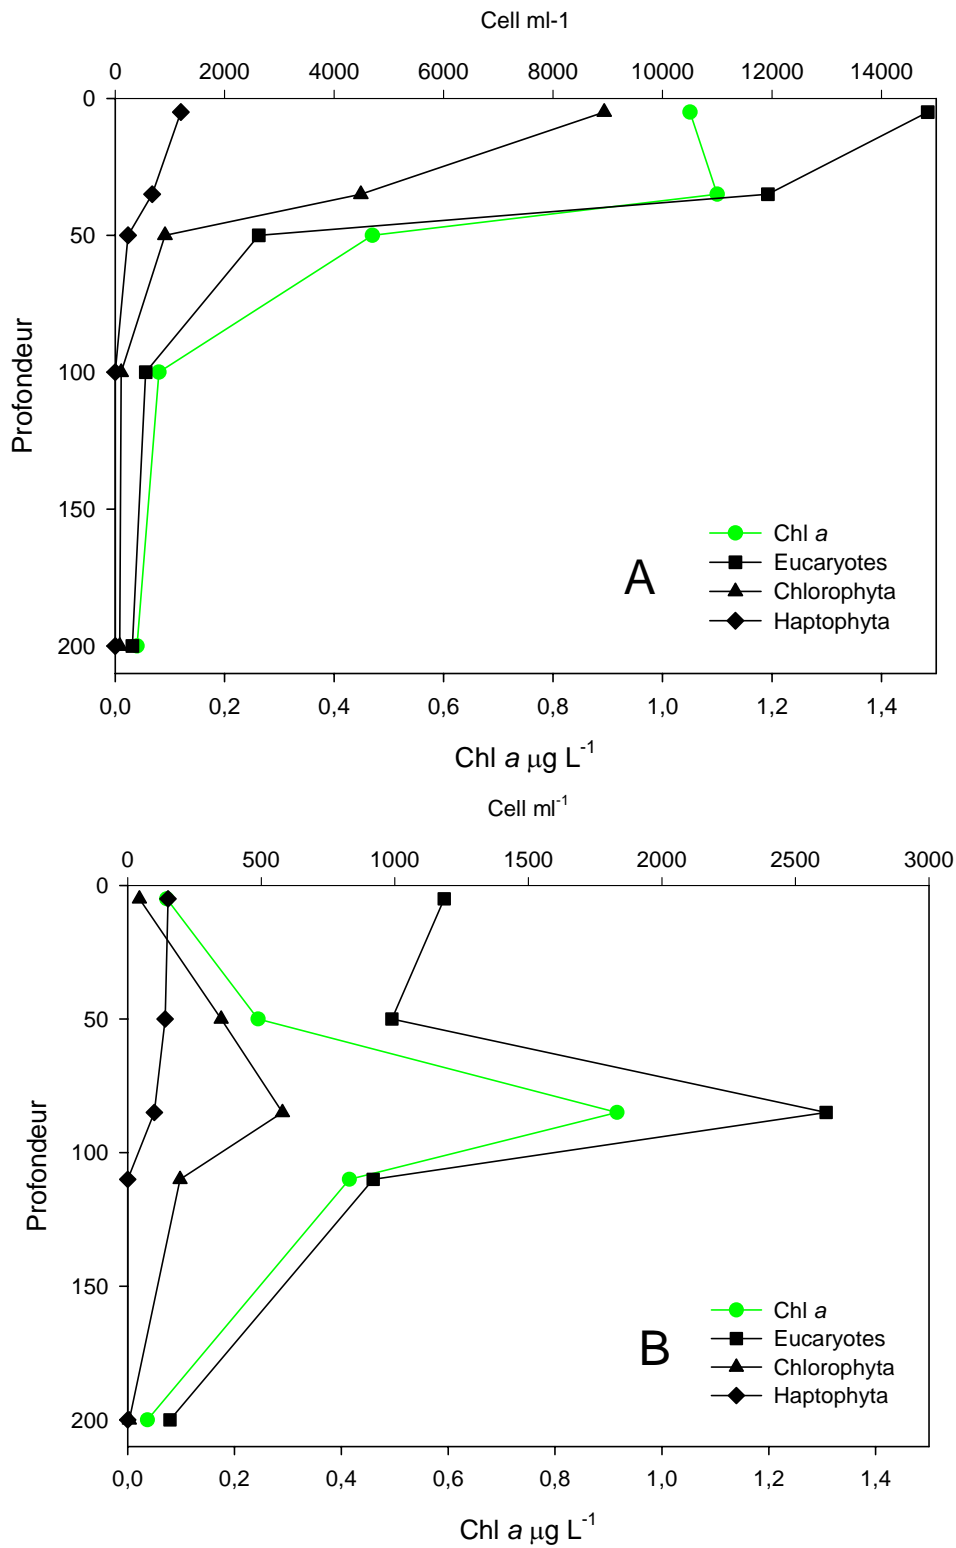 Cell ml-1
0 2000 4000 6000 8000 10000 12000 14000
0
50
100
150
200
Profondeur
A
Chl a
Eucaryotes
Chlorophyta
Haptophyta
0,0 0,2 0,4 0,6 0,8 1,0 1,2 1,4
Chl a µg L-1
Cell ml-1
0 500 1000 1500 2000 2500 3000
0
50
100
150
200
Profondeur
B
Chl a
Eucaryotes
Chlorophyta
Haptophyta
0,0 0,2 0,4 0,6 0,8 1,0 1,2 1,4
Chl a µg L-1